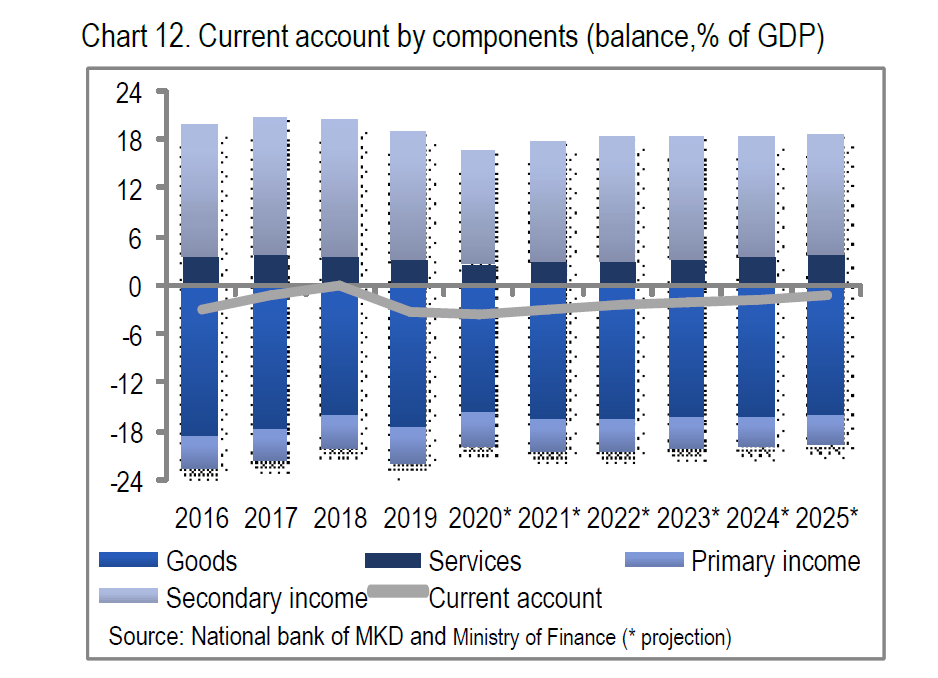 Chart 12. Current account by components (balance,% of GDP)
24
18
12
6
0
-6
-12
-18
-24
2016 2017 2018 2019 2020* 2021* 2022* 2023* 2024* 2025*
Goods Services Primary income
Secondary income Current account
Source: National bank of MKD and Ministry of Finance (* projection)